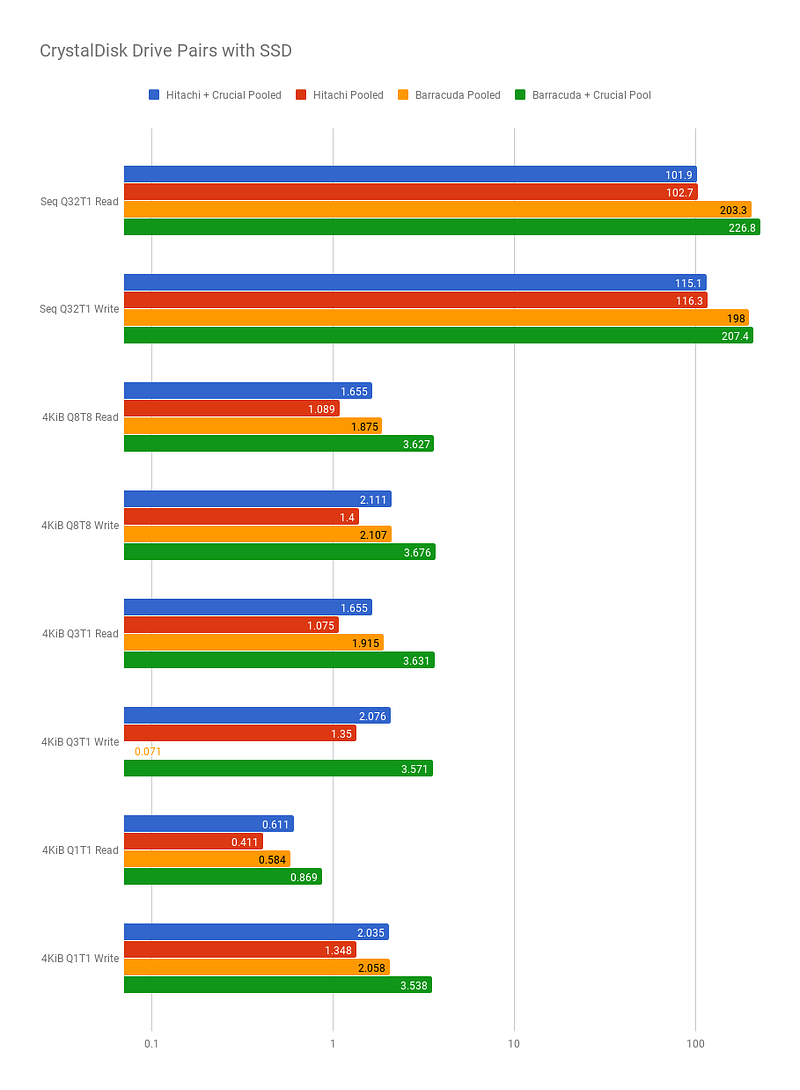 CrystalDisk Drive Pairs with SSD
Hitachi + Crucial Pooled Hitachi Pooled Barracuda Pooled Barracuda + Crucial Pool
Seq Q32T1 Read
101.9
102.7
203.3
226.8
Seq Q32T1 Write
115.1
116.3
198
207.4
4KiB Q8T8 Read
1.655
1.089
1.875
3.627
4KiB Q8T8 Write
2.111
1.4
2.107
3.676
4KiB Q3T1 Read
1.655
1.075
1.915
3.631
4KiB Q3T1 Write
2.076
1.35
0.071
3.571
4KiB Q1T1 Read
0.611
0.411
0.584
0.869
4KiB Q1T1 Write
2.035
1.348
2.058
3.538
0.1 1 10 100